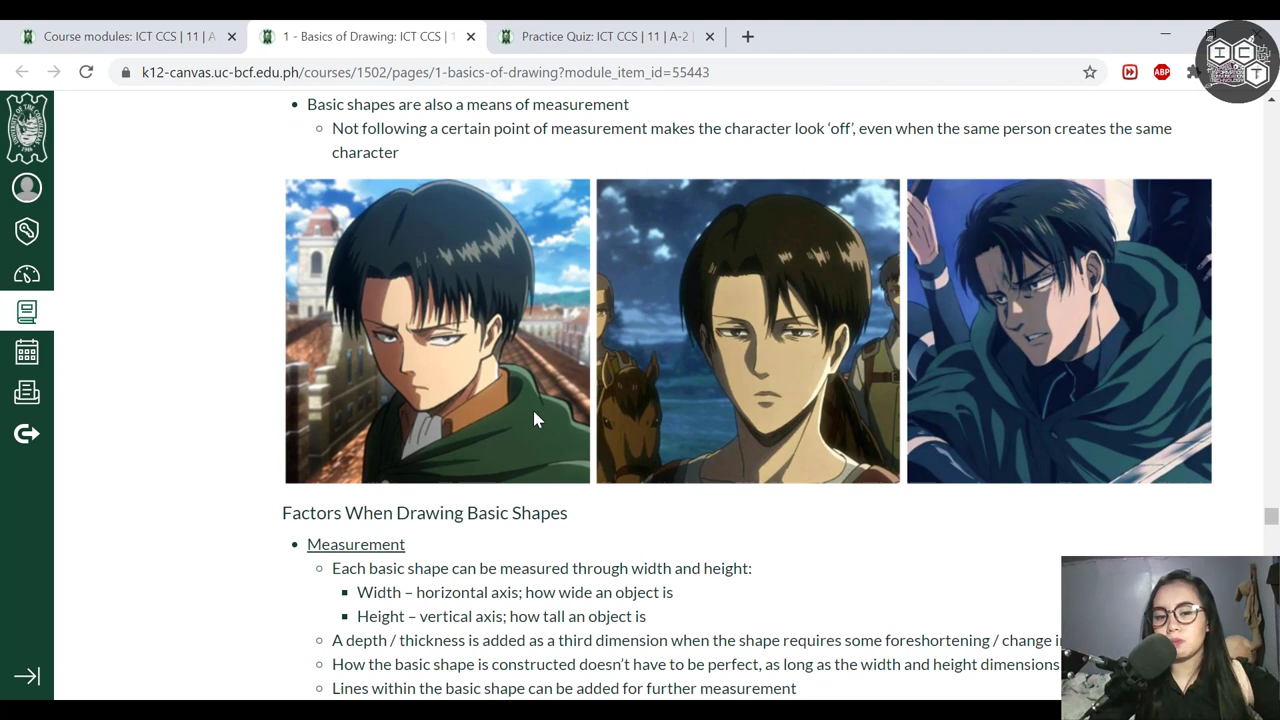 Course modules: ICT CCS | 11 | A
1 - Basics of Drawing: ICT CCS | 1
Practice Quiz: ICT CCS | 11 | A-2 |
k12-canvas.uc-bcf.edu.ph/courses/1502/pages/1-basics-of-drawing?module_item_id=55443
ABP
ICT
Basic shapes are also a means of measurement
Not following a certain point of measurement makes the character look ‘off’, even when the same person creates the same
character
Factors When Drawing Basic Shapes
Measurement
Each basic shape can be measured through width and height:
Width – horizontal axis; how wide an object is
Height – vertical axis; how tall an object is
A depth / thickness is added as a third dimension when the shape requires some foreshortening / change i
How the basic shape is constructed doesn’t have to be perfect, as long as the width and height dimensions
Lines within the basic shape can be added for further measurement